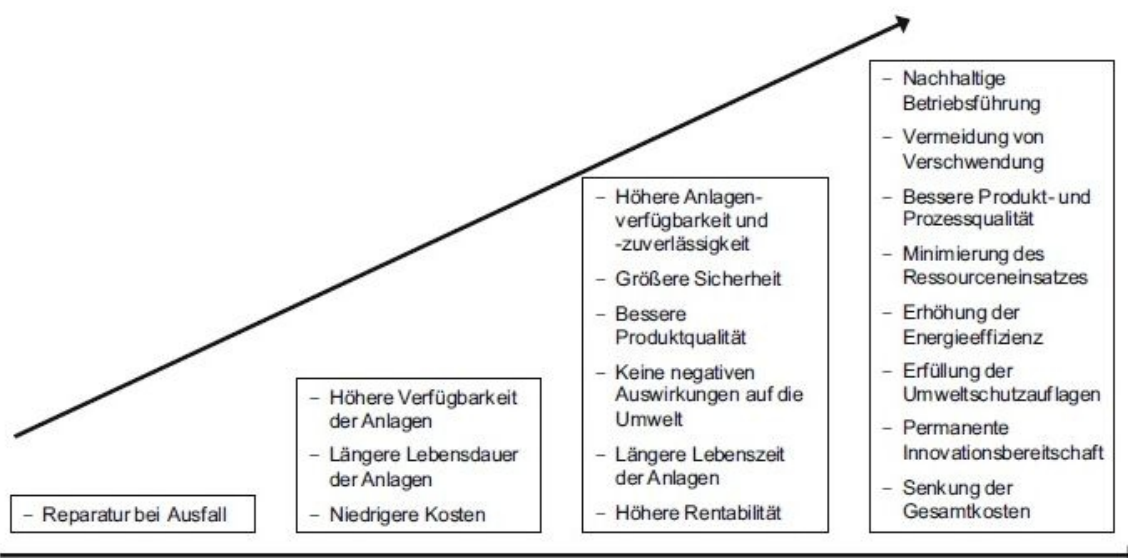 – Reparatur bei Ausfall
– Höhere Verfügbarkeit
der Anlagen
– Längere Lebensdauer
der Anlagen
– Niedrigere Kosten
– Höhere Anlagen-
verfügbarkeit und
-zuverlässigkeit
– Größere Sicherheit
– Bessere
Produktqualität
– Keine negativen
Auswirkungen auf die
Umwelt
– Längere Lebenszeit
der Anlagen
– Höhere Rentabilität
– Nachhaltige
Betriebsführung
– Vermeidung von
Verschwendung
– Bessere Produkt- und
Prozessqualität
– Minimierung des
Ressourceneinsatzes
– Erhöhung der
Energieeffizienz
– Erfüllung der
Umweltschutzauflagen
– Permanente
Innovationsbereitschaft
– Senkung der
Gesamtkosten